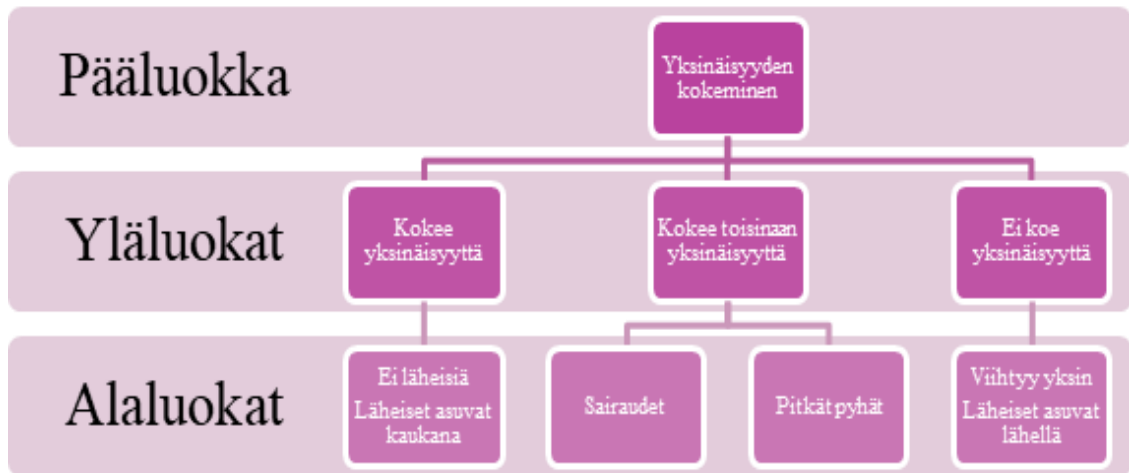 Pääluokka
Yksinäisyyden
kokeminen
Yläluokat
Kokee
yksinäisyyttä
Kokee toisinaan
yksinäisyyttä
Ei koe
yksinäisyyttä
Alaluokat
Ei läheisiä
Läheiset asuvat
kaukana
Sairaudet
Pitkät pyhät
Viihtyy yksin
Läheiset asuvat
lähellä